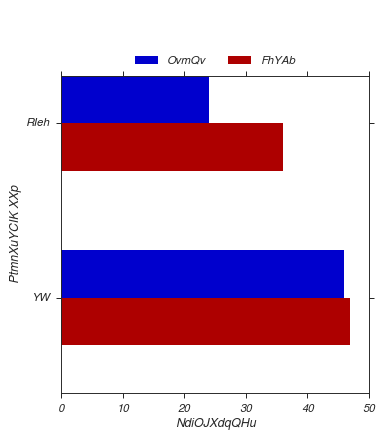 OvmQv FhYAb
PtmnXuYClK XXp
Rleh
YW
0 10 20 30 40 50
NdiOJXdqQHu